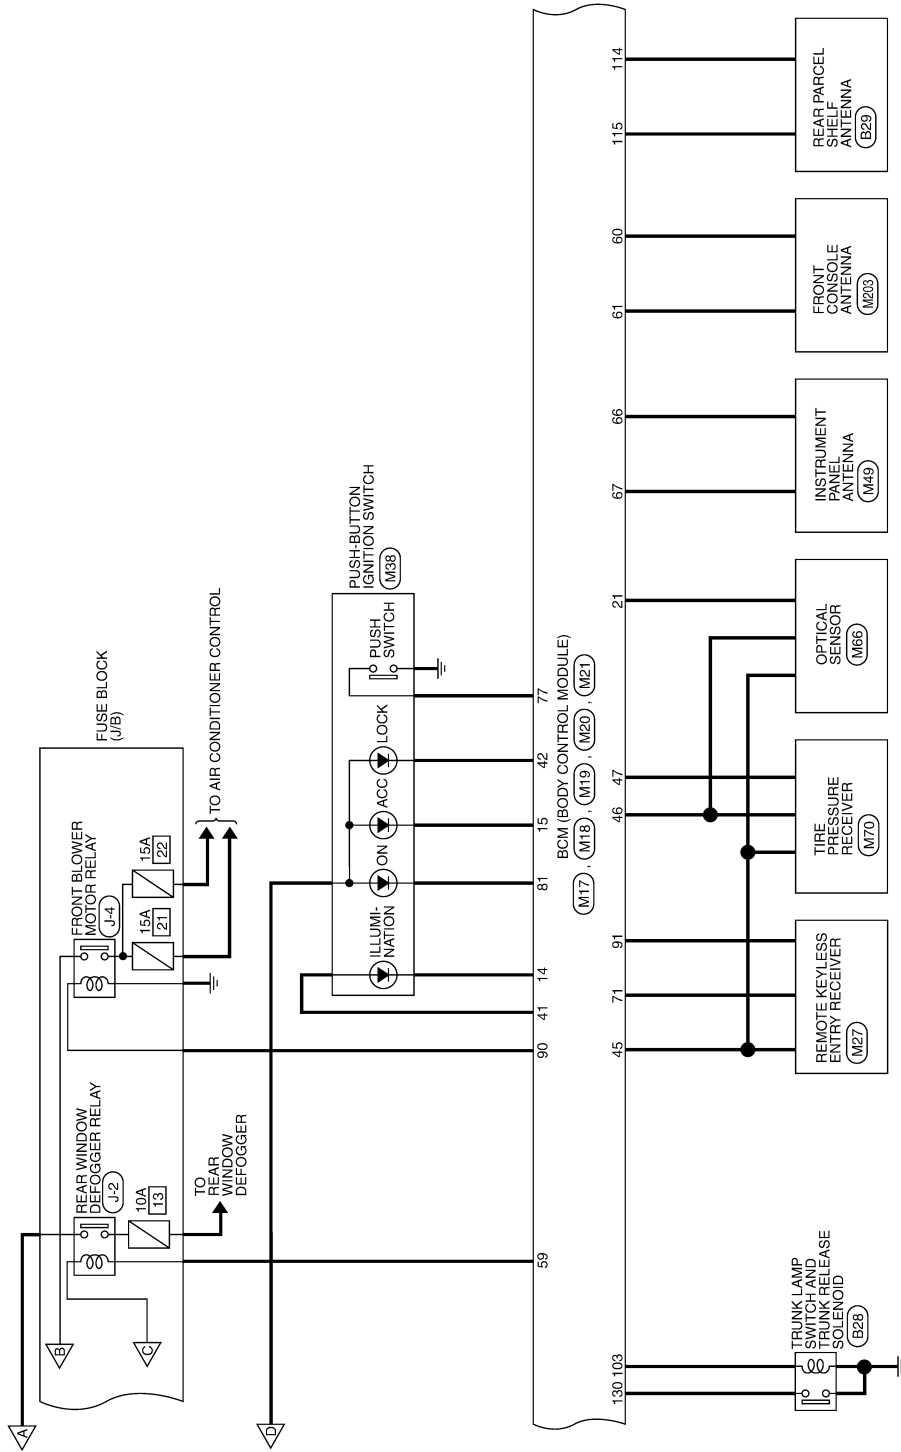 A
B
C
REAR WINDOW
DEFOGGER RELAY
J-2
10A
13
TO
REAR
WINDOW
DEFOGGER
FRONT BLOWER
MOTOR RELAY
J-4
15A
21
15A
22
FUSE BLOCK
(J/B)
TO AIR CONDITIONER CONTROL
D
ILLUMI-
NATION
ON
ACC
LOCK
PUSH
SWITCH
PUSH-BUTTON
IGNITION SWITCH
M38
59
90
41
14
81
15
42
77
BCM (BODY CONTROL MODULE)
M17 , M18 , M19 , M20 , M21
130
103
45
71
91
46
47
21
67
66
61
60
115
114
TRUNK LAMP
SWITCH AND
TRUNK RELEASE
SOLENOID
B28
REMOTE KEYLESS
ENTRY RECEIVER
M27
TIRE
PRESSURE
RECEIVER
M70
OPTICAL
SENSOR
M66
INSTRUMENT
PANEL
ANTENNA
M49
FRONT
CONSOLE
ANTENNA
M203
REAR PARCEL
SHELF
ANTENNA
B29